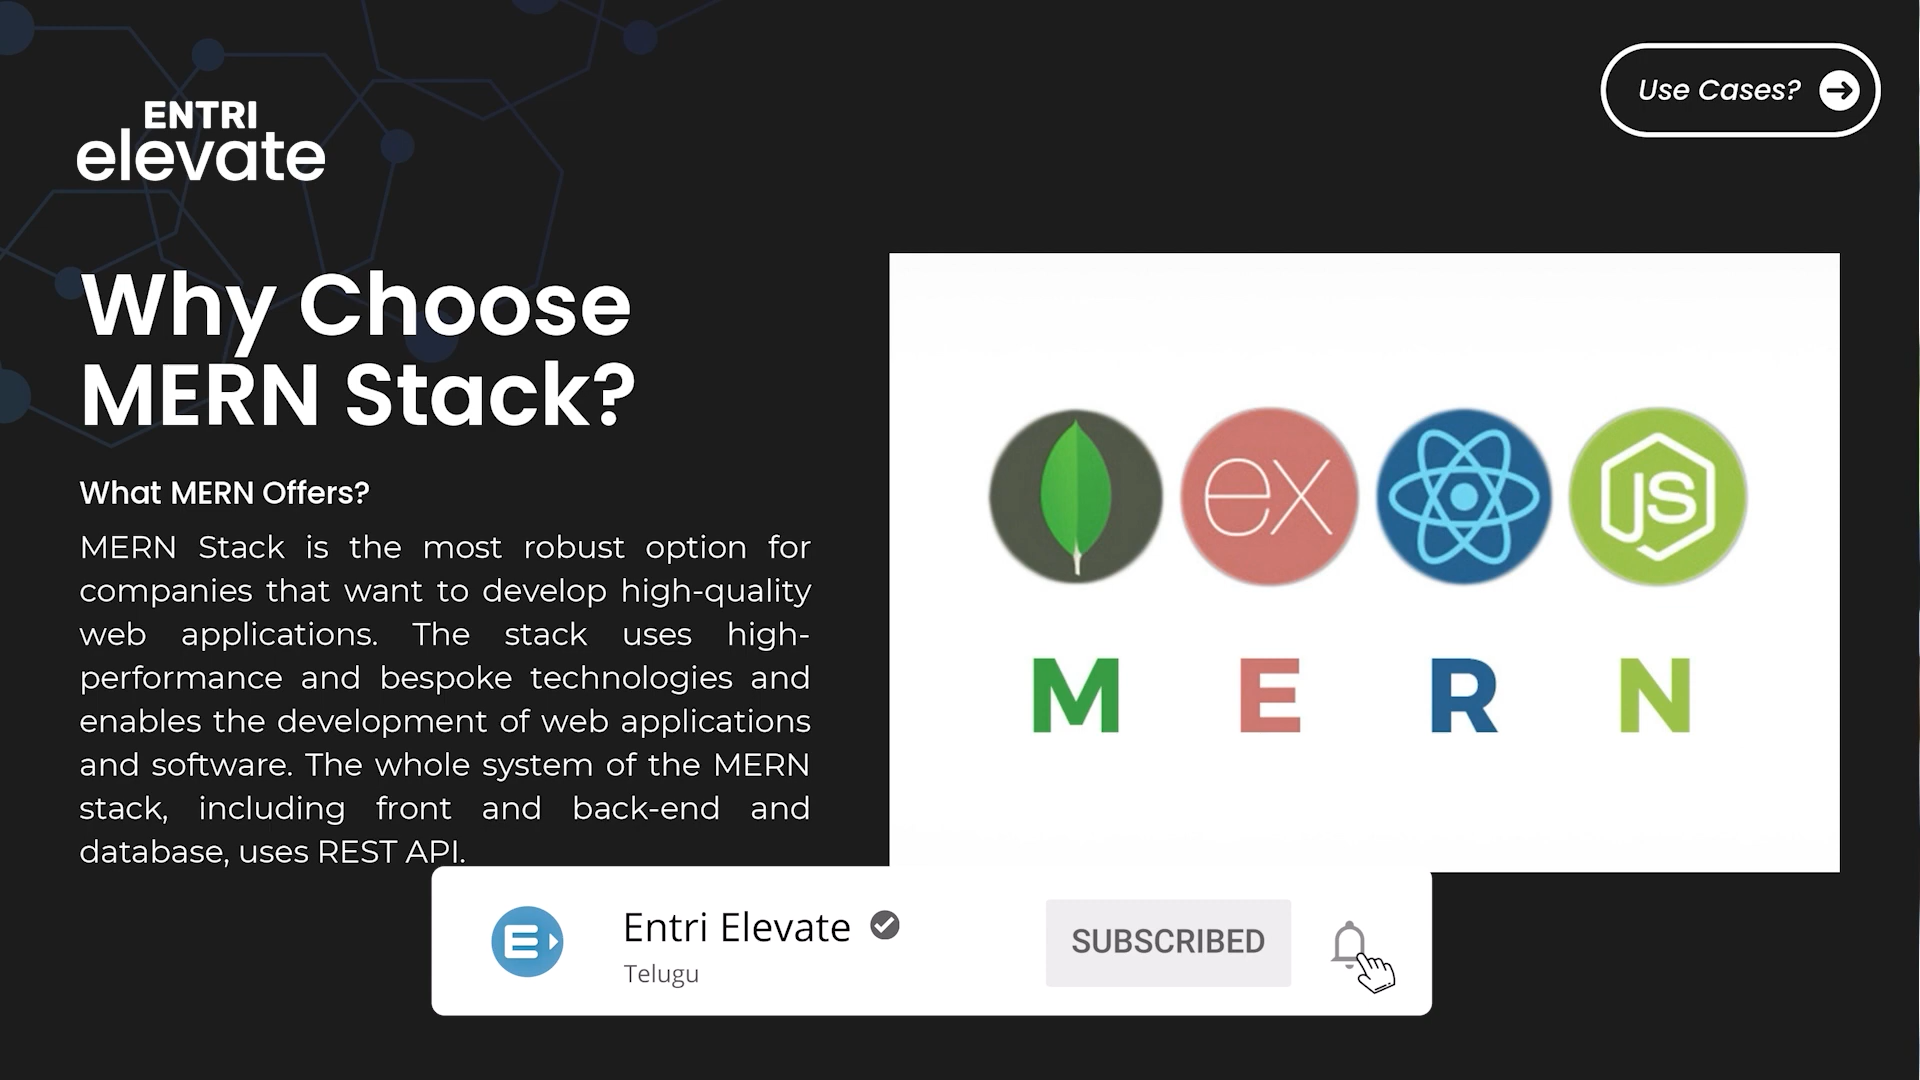 ENTRI
elevate
Use Cases?
Why Choose
MERN Stack?
What MERN Offers?
MERN Stack is the most robust option for
companies that want to develop high-quality
web applications. The stack uses high-
performance and bespoke technologies and
enables the development of web applications
and software. The whole system of the MERN
stack, including front and back-end and
database, uses REST API.
ex
JS
M E R N
E
Entri Elevate
Telugu
SUBSCRIBED